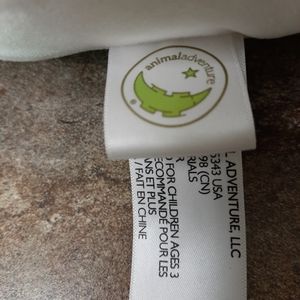 animaladventure
®
L ADVENTURE, LLC
5343 USA
98 (CN)
RIALS
FOR CHILDREN AGES 3
ECOMMANDÉ POUR LES
ANS ET PLUS
/ FAIT EN CHINE